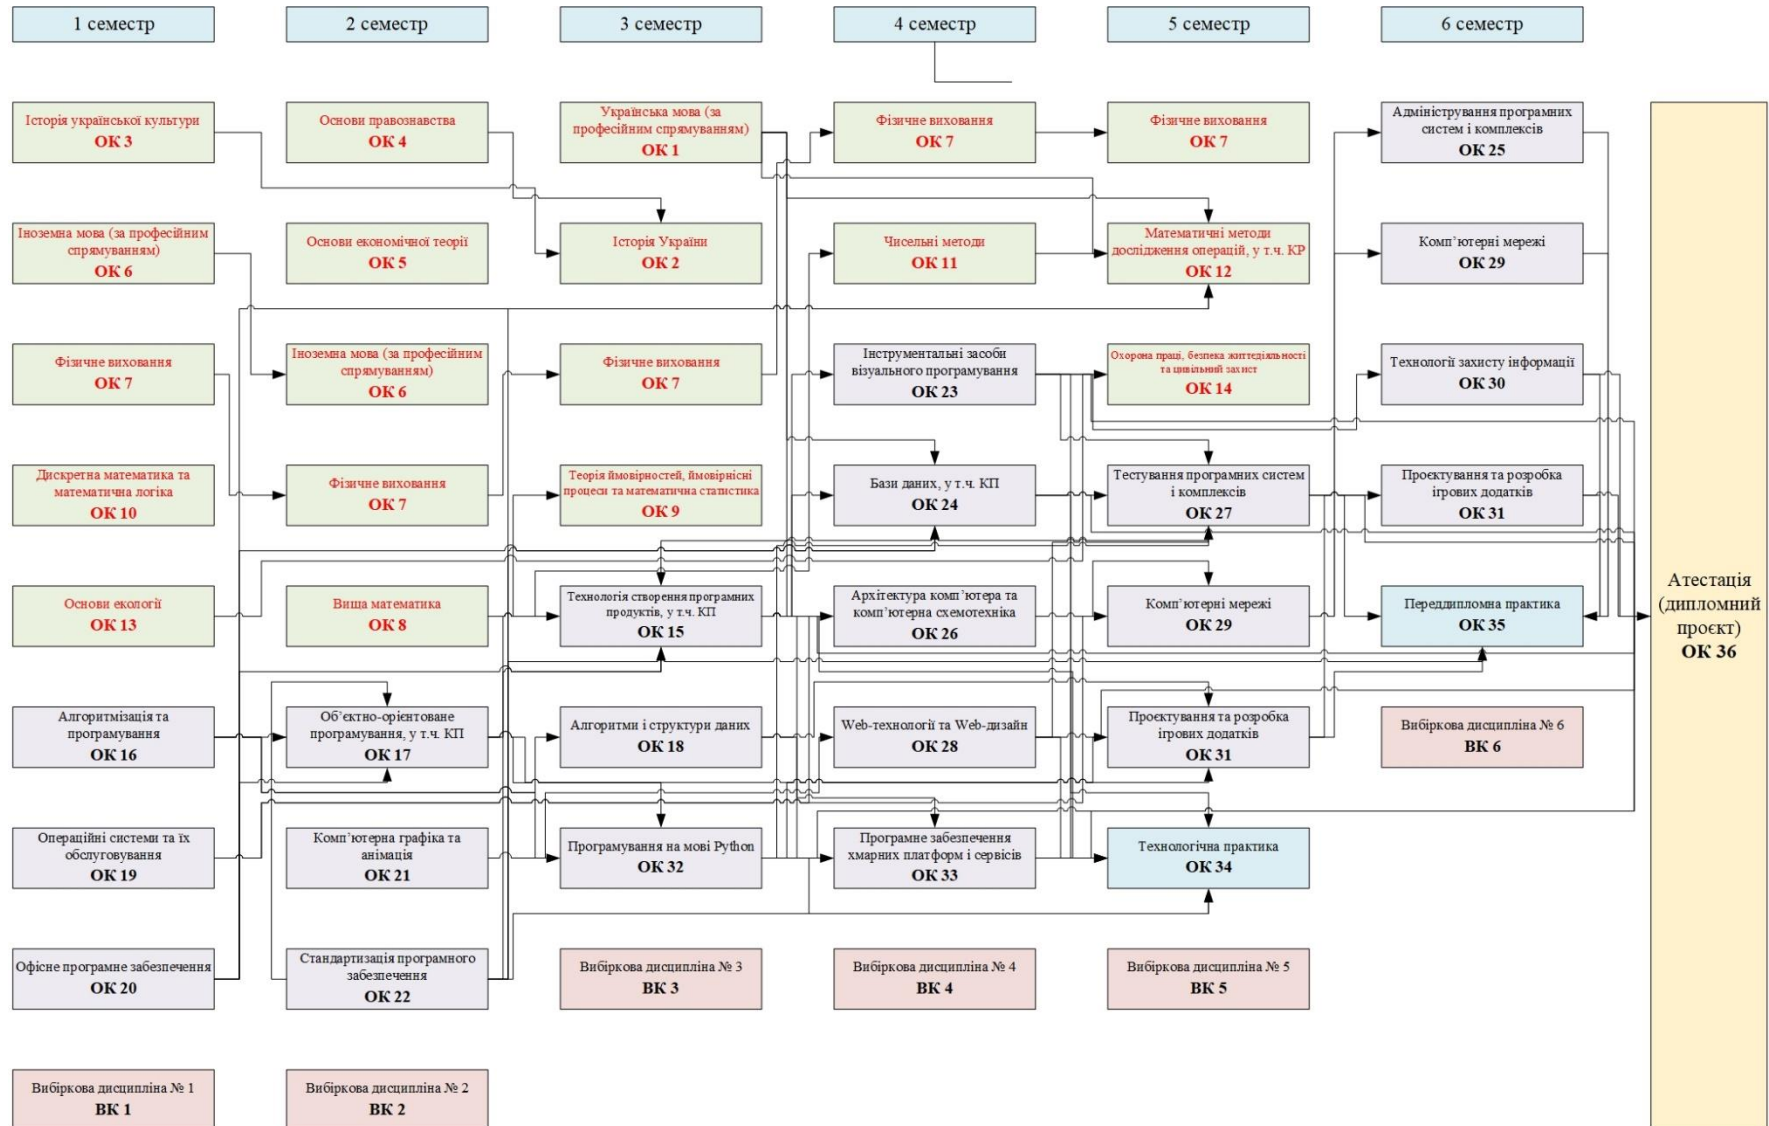 1 семестр
2 семестр
3 семестр
4 семестр
5 семестр
6 семестр
Історія української культури
ОК 3
Основи правознавства
ОК 4
Українська мова (за
професійним спрямуванням)
ОК 1
Фізичне виховання
ОК 7
Фізичне виховання
ОК 7
Адміністрування програмних
систем і комплексів
ОК 25
Іноземна мова (за професійним
спрямуванням)
ОК 6
Основи економічної теорії
ОК 5
Історія України
ОК 2
Чисельні методи
ОК 11
Математичні методи
дослідження операцій, у т.ч. КР
ОК 12
Комп’ютерні мережі
ОК 29
Фізичне виховання
ОК 7
Іноземна мова (за професійним
спрямуванням)
ОК 6
Фізичне виховання
ОК 7
Інструментальні засоби
візуального програмування
ОК 23
Охорона праці, безпека життєдіяльності
та цивільний захист
ОК 14
Технології захисту інформації
ОК 30
Дискретна математика та
математична логіка
ОК 10
Фізичне виховання
ОК 7
Теорія ймовірностей, ймовірнісні
процеси та математична статистика
ОК 9
Бази даних, у т.ч. КП
ОК 24
Тестування програмних систем
і комплексів
ОК 27
Проєктування та розробка
ігрових додатків
ОК 31
Основи екології
ОК 13
Вища математика
ОК 8
Технологія створення програмних
продуктів, у т.ч. КП
ОК 15
Архітектура комп’ютера та
комп’ютерна схемотехніка
ОК 26
Комп’ютерні мережі
ОК 29
Переддипломна практика
ОК 35
Атестація
(дипломний
проєкт)
ОК 36
Алгоритмізація та
програмування
ОК 16
Об’єктно-орієнтоване
програмування, у т.ч. КП
ОК 17
Алгоритми і структури даних
ОК 18
Web-технології та Web-дизайн
ОК 28
Проєктування та розробка
ігрових додатків
ОК 31
Вибіркова дисципліна № 6
ВК 6
Операційні системи та їх
обслуговування
ОК 19
Комп’ютерна графіка та
анімація
ОК 21
Програмування на мові Python
ОК 32
Програмне забезпечення
хмарних платформ і сервісів
ОК 33
Технологічна практика
ОК 34
Офісне програмне забезпечення
ОК 20
Стандартизація програмного
забезпечення
ОК 22
Вибіркова дисципліна № 3
ВК 3
Вибіркова дисципліна № 4
ВК 4
Вибіркова дисципліна № 5
ВК 5
Вибіркова дисципліна № 1
ВК 1
Вибіркова дисципліна № 2
ВК 2